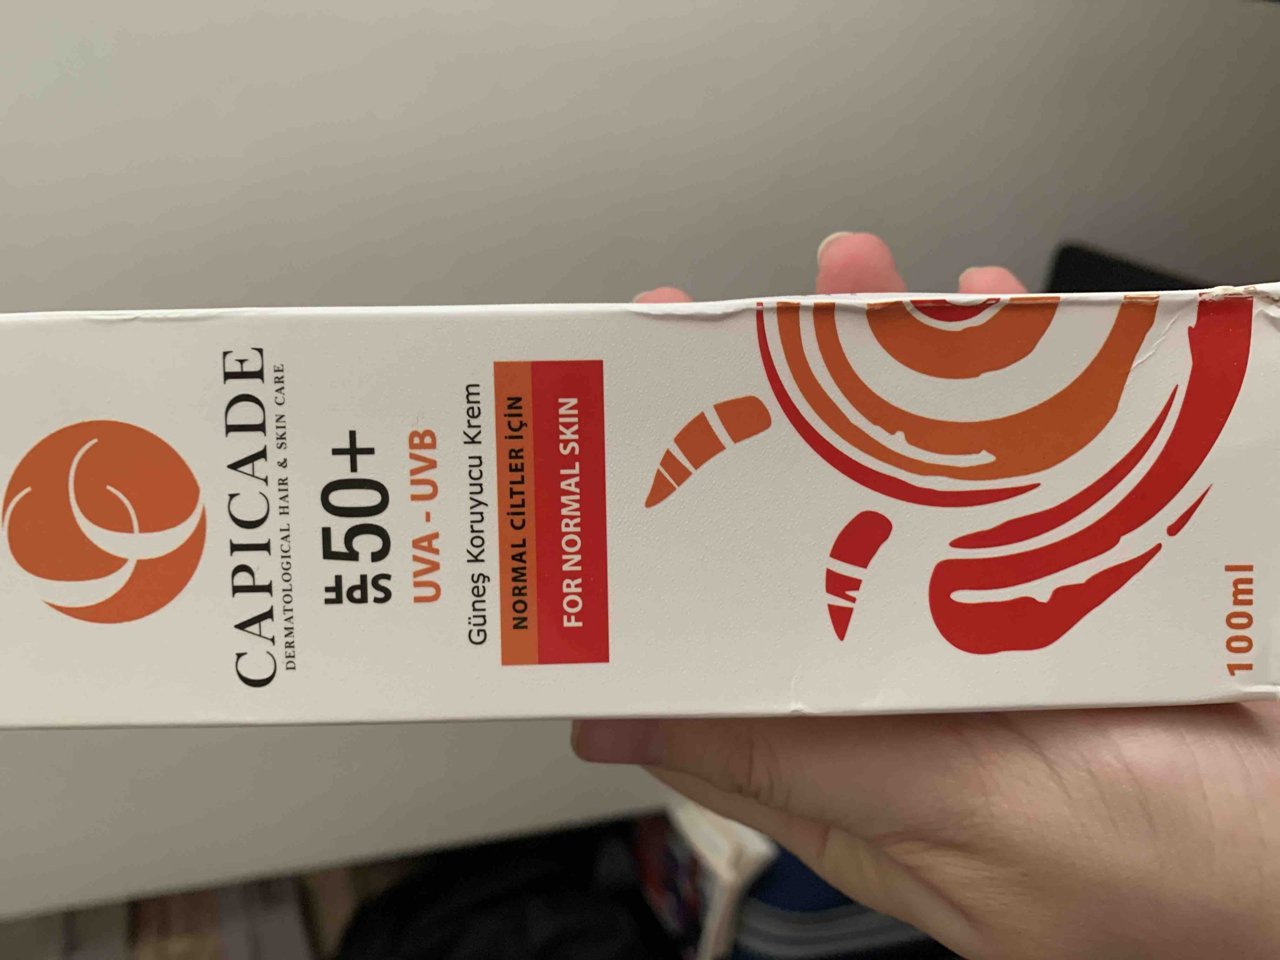 CAPICADE
DERMATOLOGICAL HAIR & SKIN CARE
spf 50+
UVA - UVB
Güneş Koruyucu Krem
NORMAL CİLTLER İÇİN
FOR NORMAL SKIN
100ml